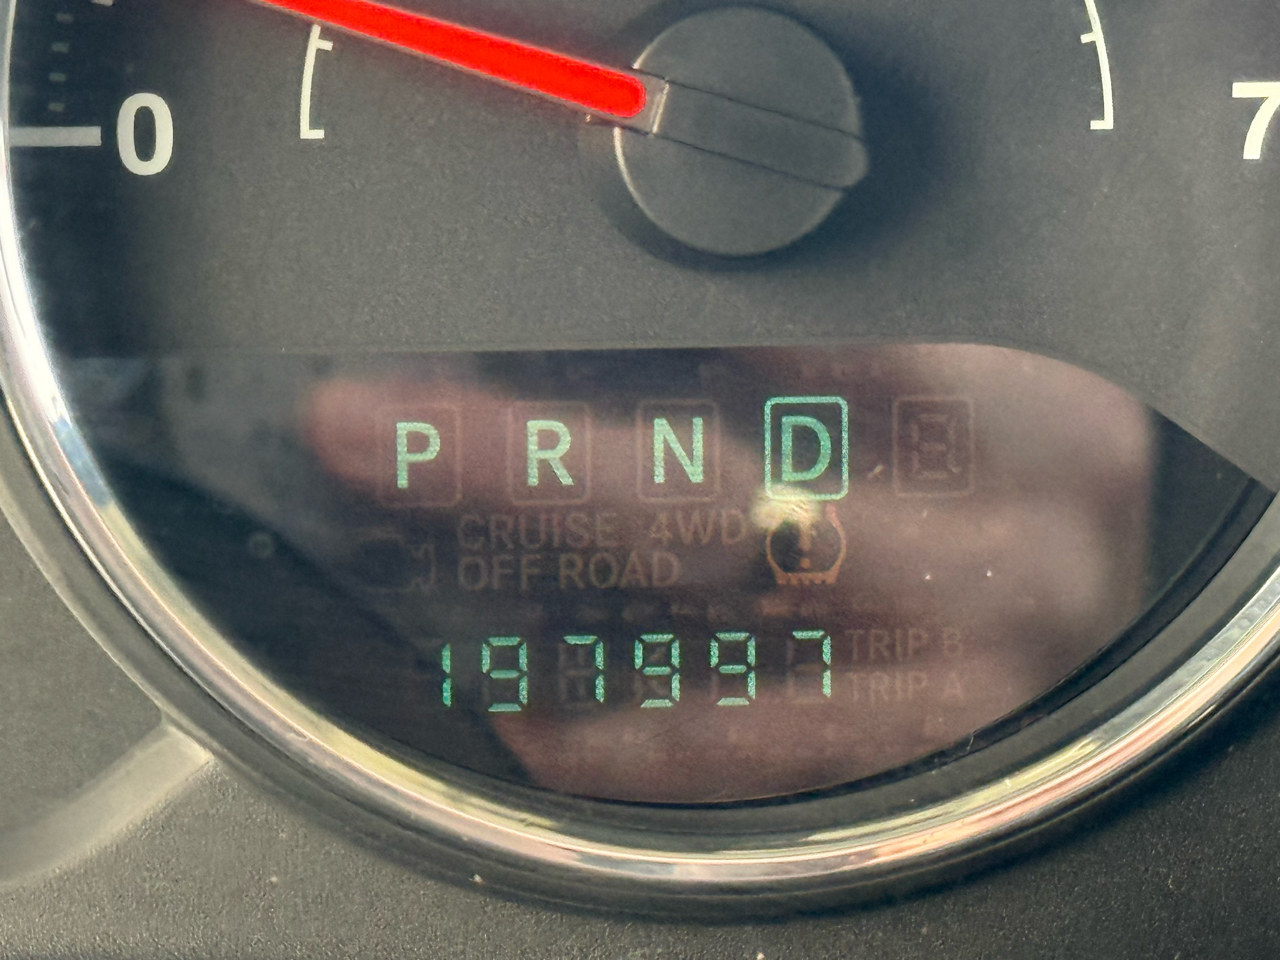 0 7
P R N D
CRUISE 4WD
OFF ROAD
197997 TRIP B
TRIP A